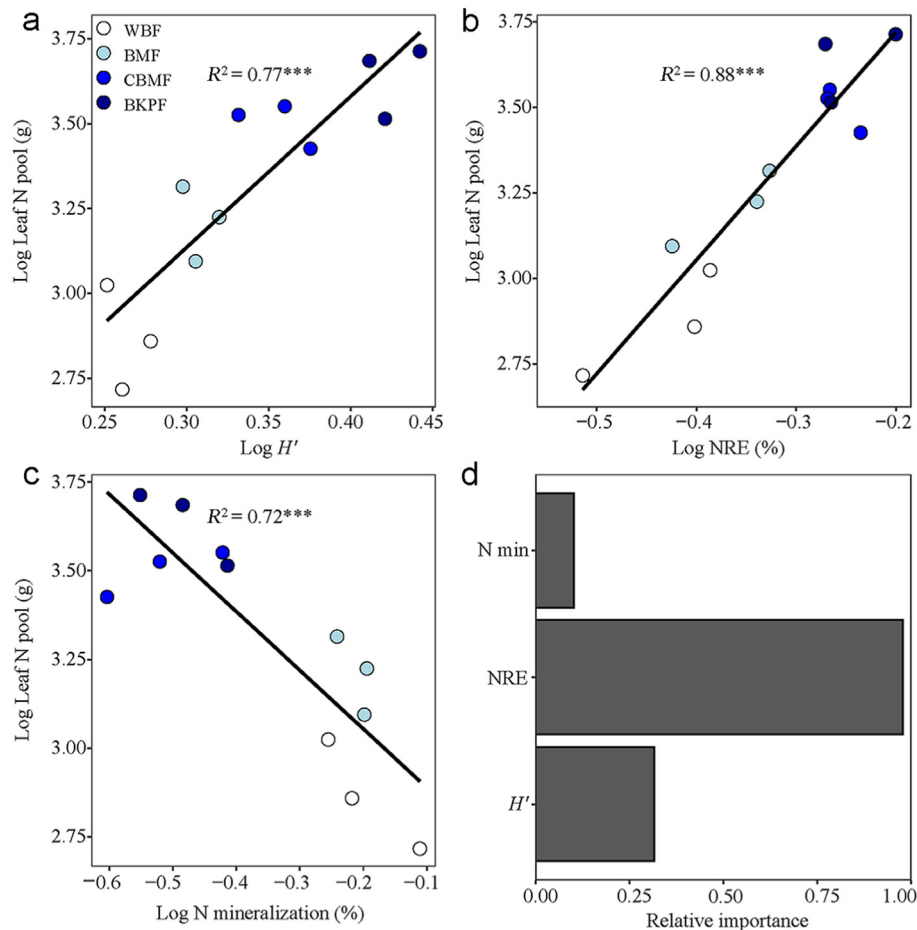 a
WBF
BMF
CBMF
BKPF
R² = 0.77***
3.75
3.50
3.25
3.00
2.75
Log Leaf N pool (g)
0.25 0.30 0.35 0.40 0.45
Log H′
b
R² = 0.88***
3.75
3.50
3.25
3.00
2.75
Log Leaf N pool (g)
−0.5 −0.4 −0.3 −0.2
Log NRE (%)
c
R² = 0.72***
3.75
3.50
3.25
3.00
2.75
Log Leaf N pool (g)
−0.6 −0.5 −0.4 −0.3 −0.2 −0.1
Log N mineralization (%)
d
N min
NRE
H′
0.00 0.25 0.50 0.75 1.00
Relative importance